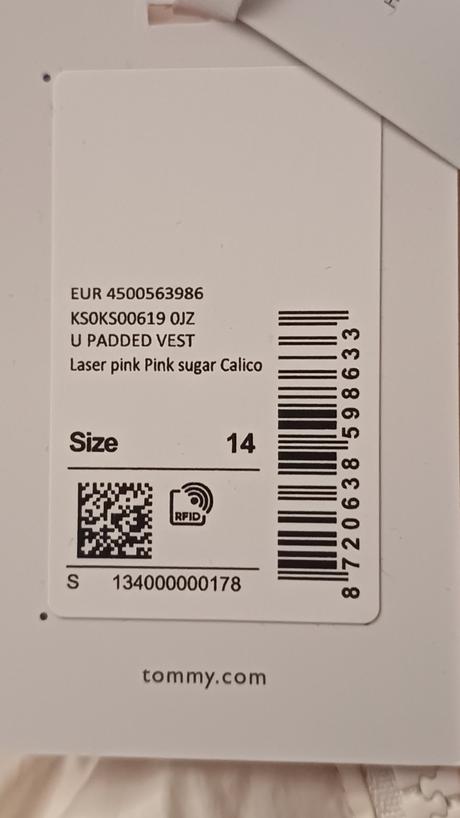 EUR 4500563986
KS0KS00619 0JZ
U PADDED VEST
Laser pink Pink sugar Calico
Size 14
RFID
S 134000000178
8720638598633
tommy.com